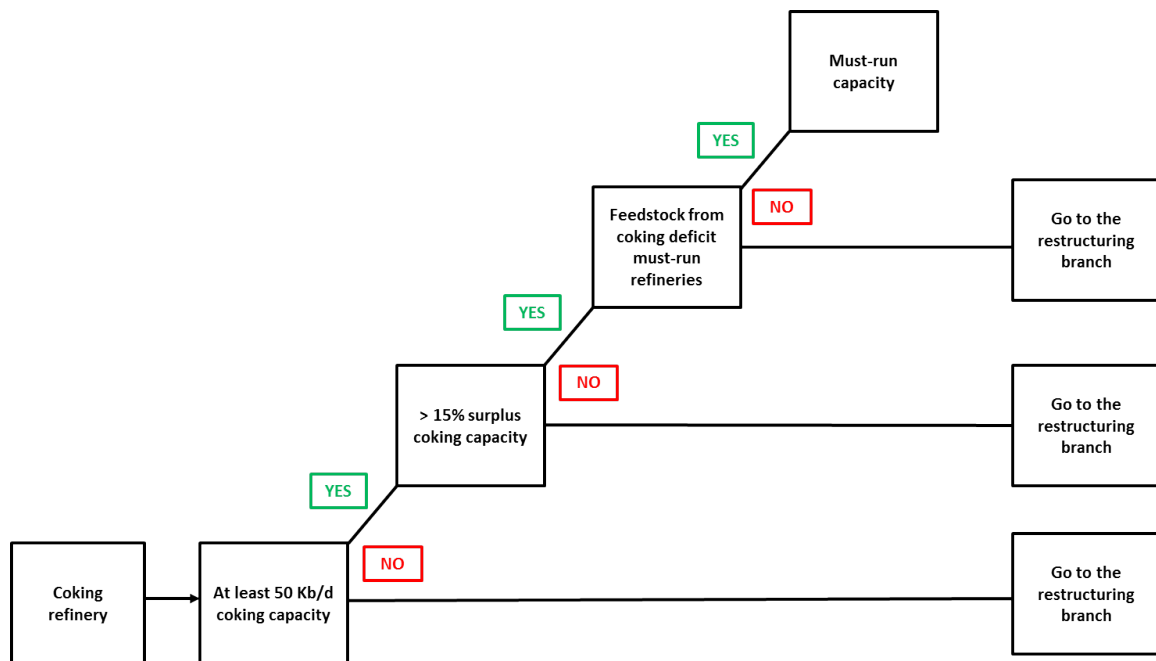 Must-run
capacity
YES
NO
Feedstock from
coking deficit
must-run
refineries
Go to the
restructuring
branch
YES
NO
> 15% surplus
coking capacity
Go to the
restructuring
branch
YES
NO
Coking
refinery
At least 50 Kb/d
coking capacity
Go to the
restructuring
branch